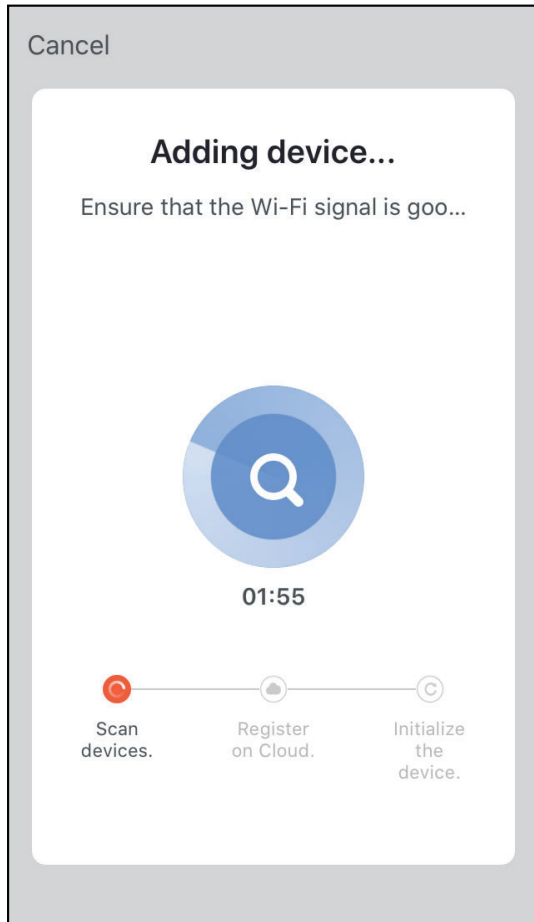 Cancel
Adding device...
Ensure that the Wi-Fi signal is goo...
01:55
Scan
devices.
Register
on Cloud.
Initialize
the
device.